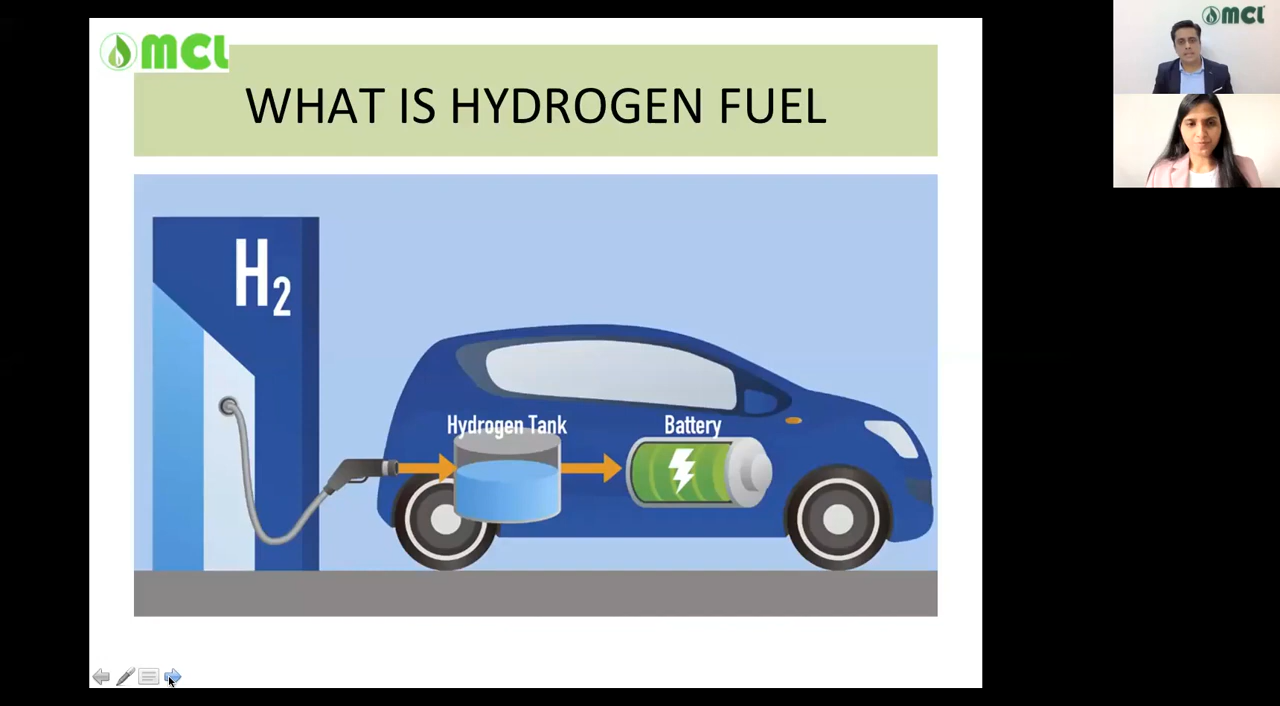 MCL
WHAT IS HYDROGEN FUEL
H2
Hydrogen Tank
Battery
MCL